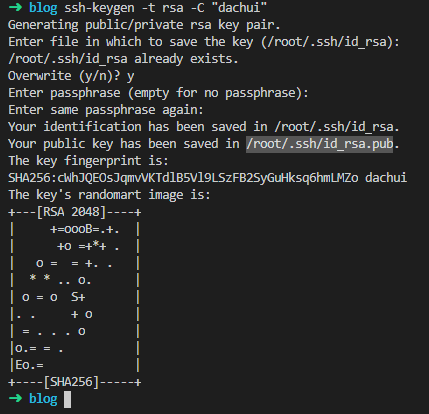 ➜ blog ssh-keygen -t rsa -C "dachui"
Generating public/private rsa key pair.
Enter file in which to save the key (/root/.ssh/id_rsa):
/root/.ssh/id_rsa already exists.
Overwrite (y/n)? y
Enter passphrase (empty for no passphrase):
Enter same passphrase again:
Your identification has been saved in /root/.ssh/id_rsa.
Your public key has been saved in /root/.ssh/id_rsa.pub.
The key fingerprint is:
SHA256:cWhJQEOsJqmvVKTdlB5Vl9LSzFB2SyGuHksq6hmLMZo dachui
The key's randomart image is:
+---[RSA 2048]----+
|     +=oooB=.+.  |
|      +o =+*+ .  |
|   o =  = +. .   |
|  * * .. o.      |
| o = o  S+       |
|. .     + o      |
| = . . . o       |
|o.= = .          |
|Eo.=             |
+----[SHA256]-----+
➜ blog